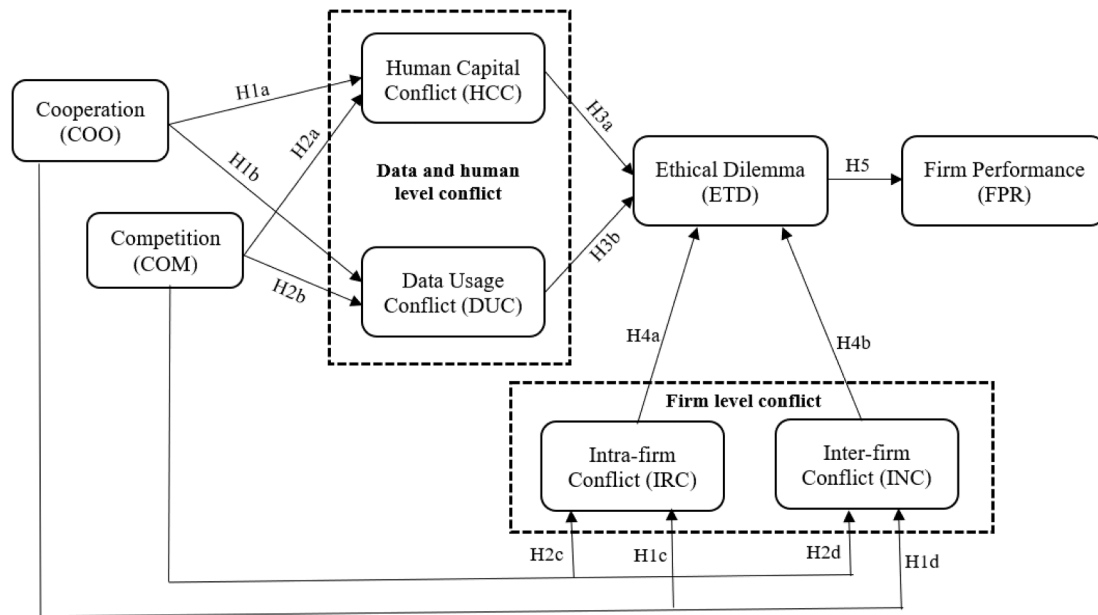 Human Capital
Conflict (HCC)
Cooperation
(COO)
H1a
H2a
H3a
H1b
Data and human
level conflict
Ethical Dilemma
(ETD)
H5
Firm Performance
(FPR)
Competition
(COM)
H2b
Data Usage
Conflict (DUC)
H3b
H4a
H4b
Firm level conflict
Intra-firm
Conflict (IRC)
Inter-firm
Conflict (INC)
H2c
H1c
H2d
H1d